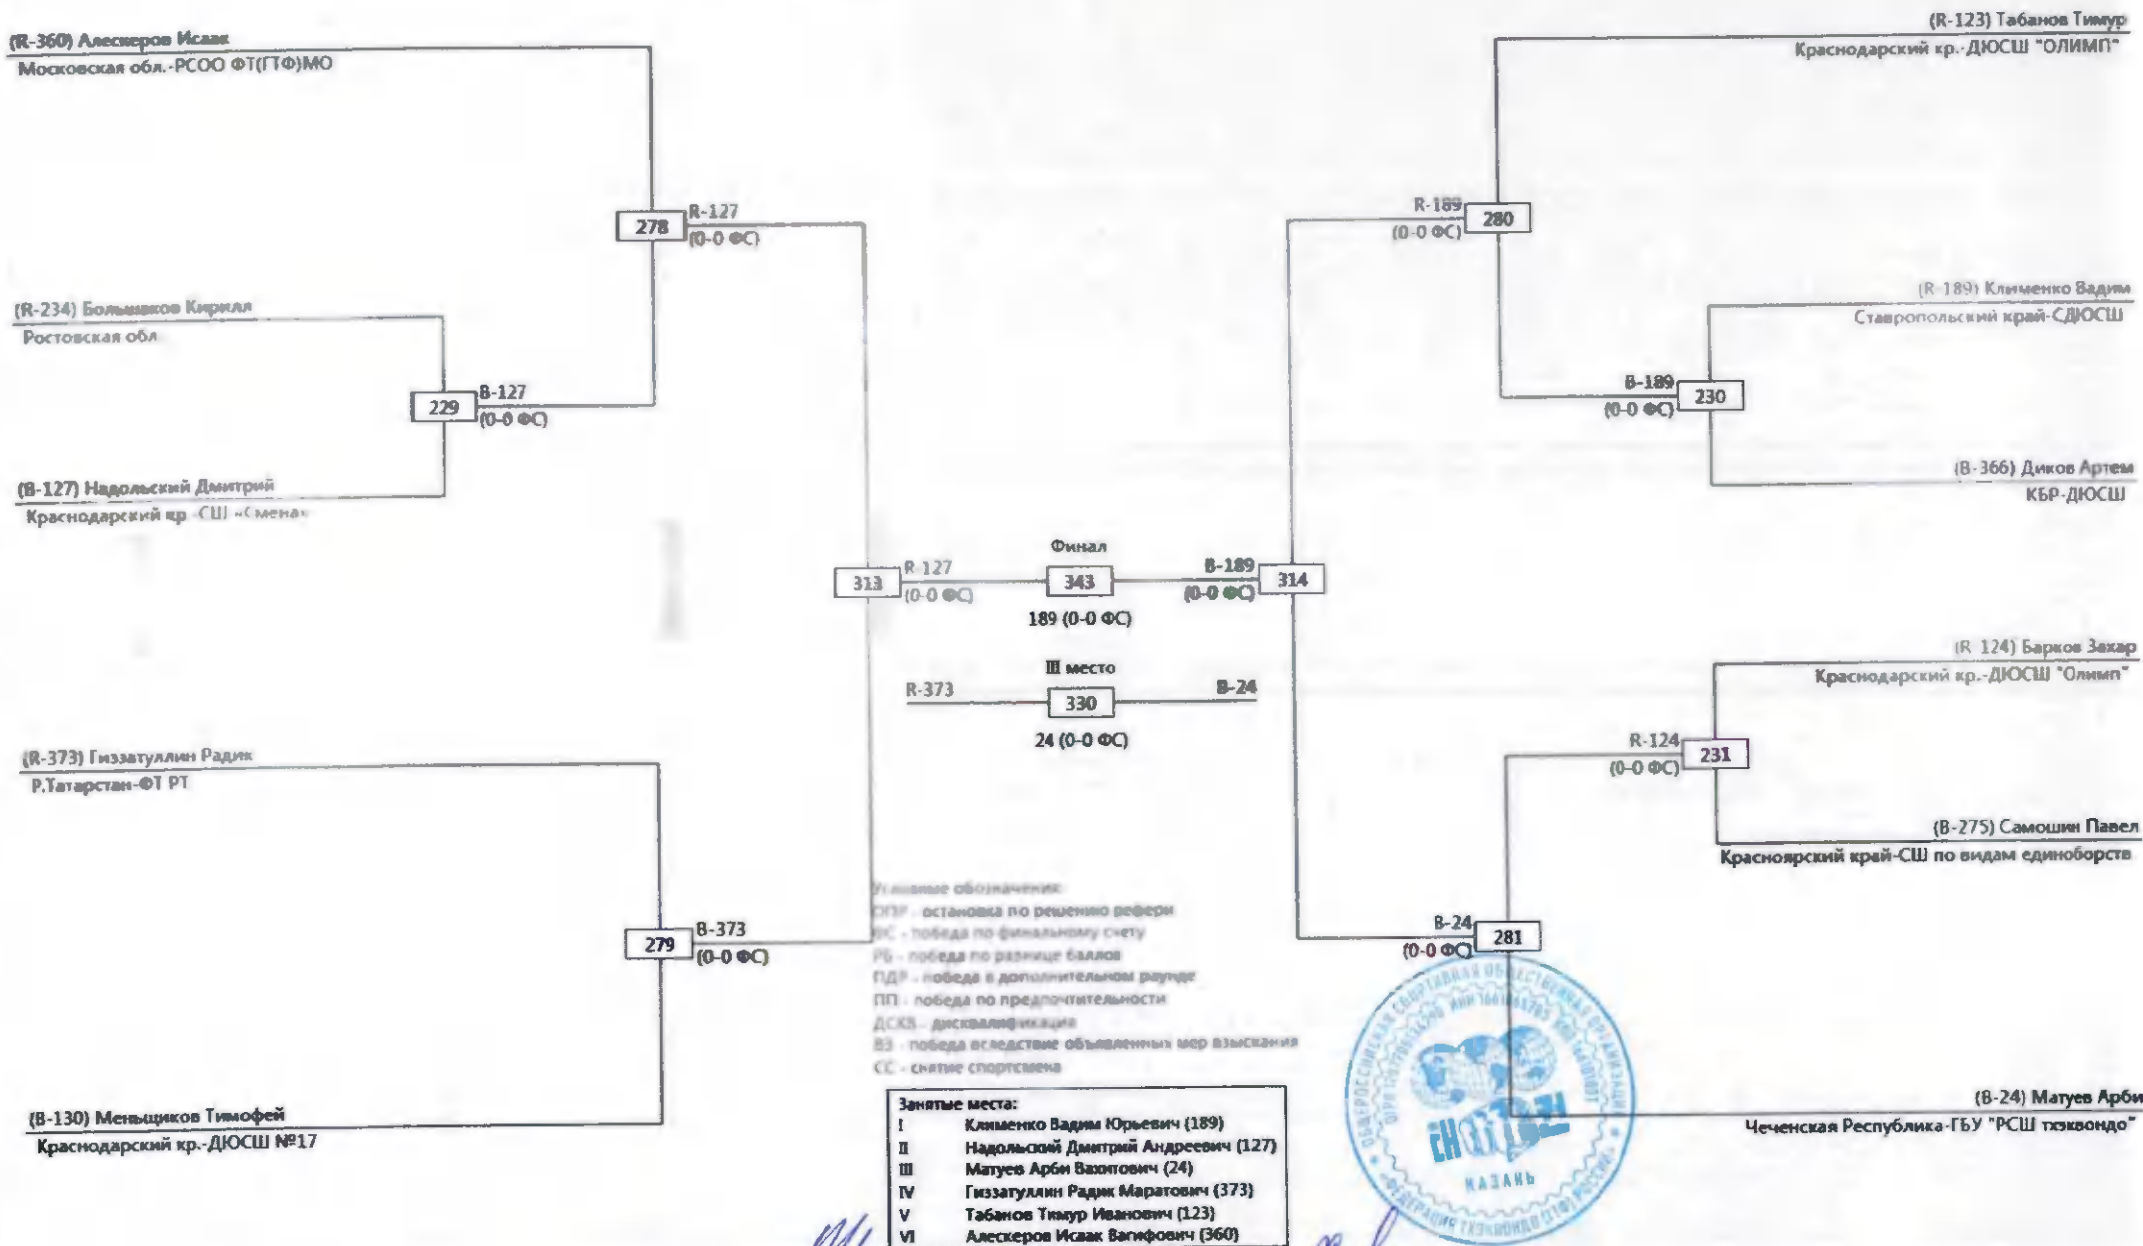 (R-360) Алескеров Исаак
Московская обл.-РСОО ФТ(ГТФ)МО
278
R-127
(0-0 ФС)
(R-234) Большаков Кирилл
Ростовская обл
229
B-127
(0-0 ФС)
(B-127) Надольский Дмитрий
Краснодарский кр.-СШ «Смена»
313
R-127
(0-0 ФС)
(R-373) Гиззатуллин Радик
Р.Татарстан-ФТ РТ
279
B-373
(0-0 ФС)
(B-130) Меньщиков Тимофей
Краснодарский кр.-ДЮСШ №17
Финал
343
189 (0-0 ФС)
III место
R-373
330
B-24
24 (0-0 ФС)
(R-123) Табанов Тимур
Краснодарский кр.-ДЮСШ "ОЛИМП"
R-189
(0-0 ФС)
280
(R-189) Клименко Вадим
Ставропольский край-СДЮСШ
B-189
(0-0 ФС)
230
(B-366) Диков Артем
КБР-ДЮСШ
B-189
(0-0 ФС)
314
(R-124) Барков Захар
Краснодарский кр.-ДЮСШ "Олимп"
R-124
(0-0 ФС)
231
(B-275) Самошин Павел
Красноярский край-СШ по видам единоборств
B-24
(0-0 ФС)
281
(B-24) Матуев Арби
Чеченская Республика-ГБУ "РСШ тхэквондо"
Условные обозначения:
ОПР - остановка по решению рефери
ФС - победа по финальному счету
РБ - победа по разнице баллов
ПДР - победа в дополнительном раунде
ПП - победа по предпочтительности
ДСКВ - дисквалификация
ВЗ - победа вследствие объявленных мер взыскания
СС - снятие спортсмена
Занятые места:
I Клименко Вадим Юрьевич (189)
II Надольский Дмитрий Андреевич (127)
III Матуев Арби Вахитович (24)
IV Гиззатуллин Радик Маратович (373)
V Табанов Тимур Иванович (123)
VI Алескеров Исаак Вагифович (360)
ОБЩЕРОССИЙСКАЯ СПОРТИВНАЯ ОБЩЕСТВЕННАЯ ОРГАНИЗАЦИЯ
«ФЕДЕРАЦИЯ ТХЭКВОНДО (ГТФ) РОССИИ»
КАЗАНЬ